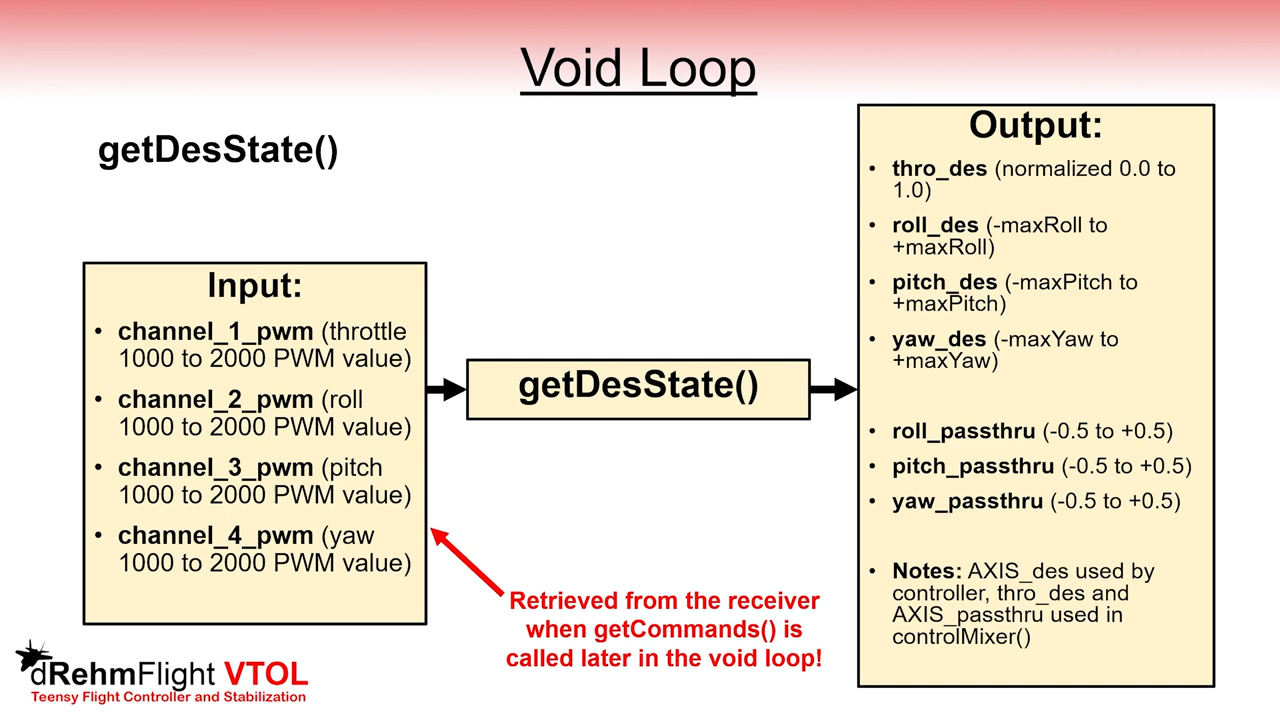 Void Loop
getDesState()
Input:
• channel_1_pwm (throttle
1000 to 2000 PWM value)
• channel_2_pwm (roll
1000 to 2000 PWM value)
• channel_3_pwm (pitch
1000 to 2000 PWM value)
• channel_4_pwm (yaw
1000 to 2000 PWM value)
getDesState()
Retrieved from the receiver
when getCommands() is
called later in the void loop!
Output:
• thro_des (normalized 0.0 to
1.0)
• roll_des (-maxRoll to
+maxRoll)
• pitch_des (-maxPitch to
+maxPitch)
• yaw_des (-maxYaw to
+maxYaw)
• roll_passthru (-0.5 to +0.5)
• pitch_passthru (-0.5 to +0.5)
• yaw_passthru (-0.5 to +0.5)
• Notes: AXIS_des used by
controller, thro_des and
AXIS_passthru used in
controlMixer()
dRehmFlight VTOL
Teensy Flight Controller and Stabilization